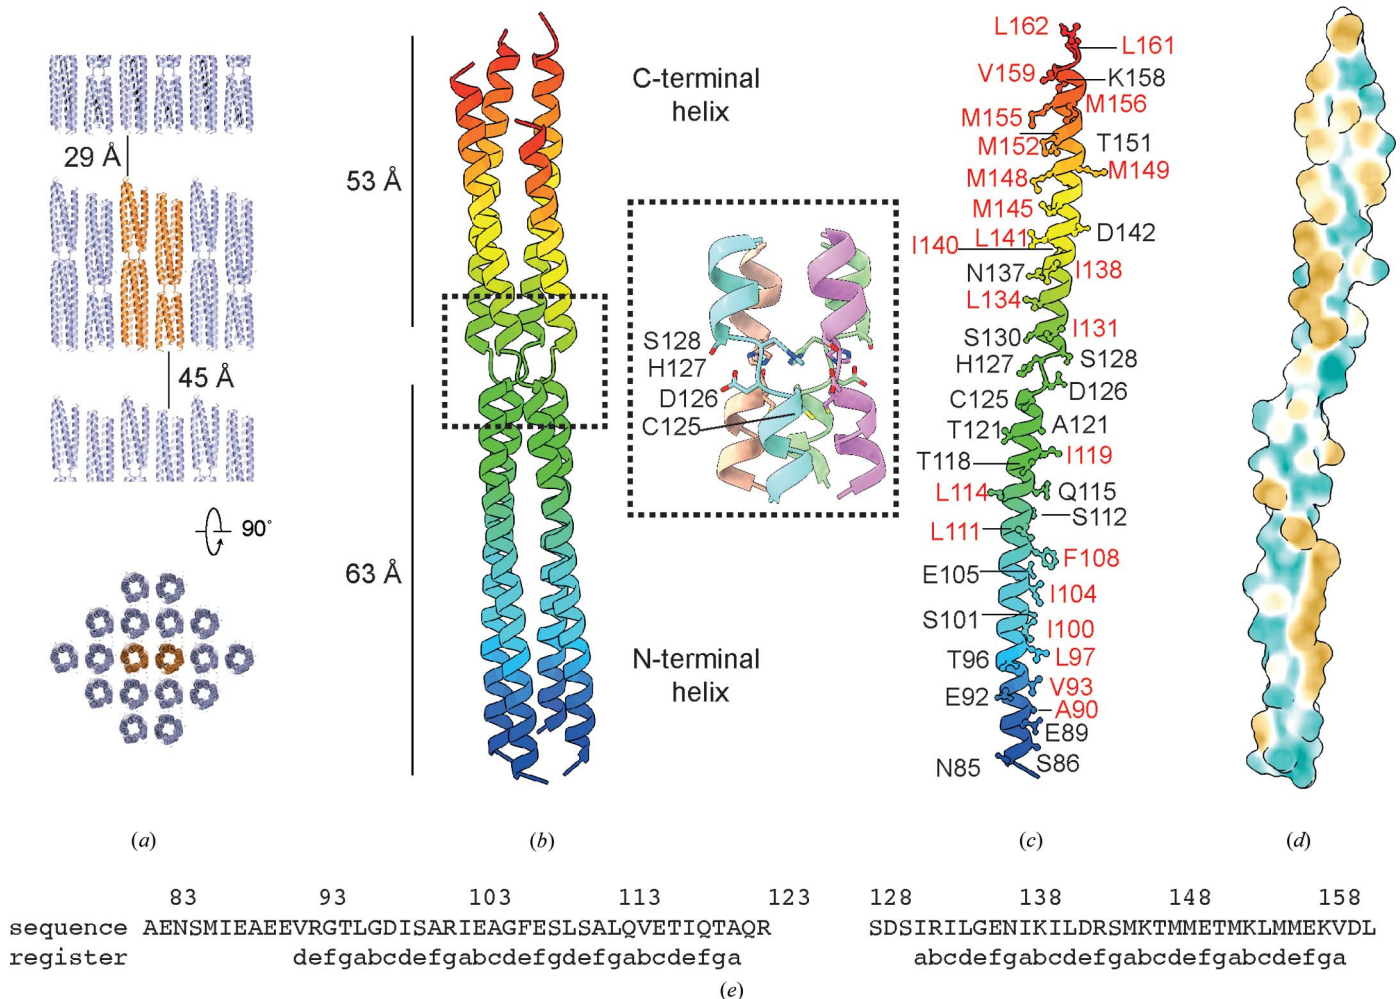 29 Å
45 Å
90°
(a)
53 Å
63 Å
C-terminal
helix
N-terminal
helix
S128
H127
D126
C125
(b)
L162
L161
V159
K158
M156
M155
M152
T151
M149
M148
M145
L141
D142
I140
N137
I138
L134
S130
I131
H127
S128
D126
C125
T121
A121
T118
I119
L114
Q115
S112
L111
F108
E105
I104
S101
I100
T96
L97
E92
V93
A90
E89
N85
S86
(c)
(d)
83 93 103 113 123 128 138 148 158
sequence AENSMIEAEEVRGTLGDISARIEAGFESLSALQVETIQTAQR SDSIRILGENIKILDRSMKTMMETMKLMMEKVDL
register defgabcdefgabcdefgdefgabcdefga abcdefgabcdefgabcdefgabcdefga
(e)